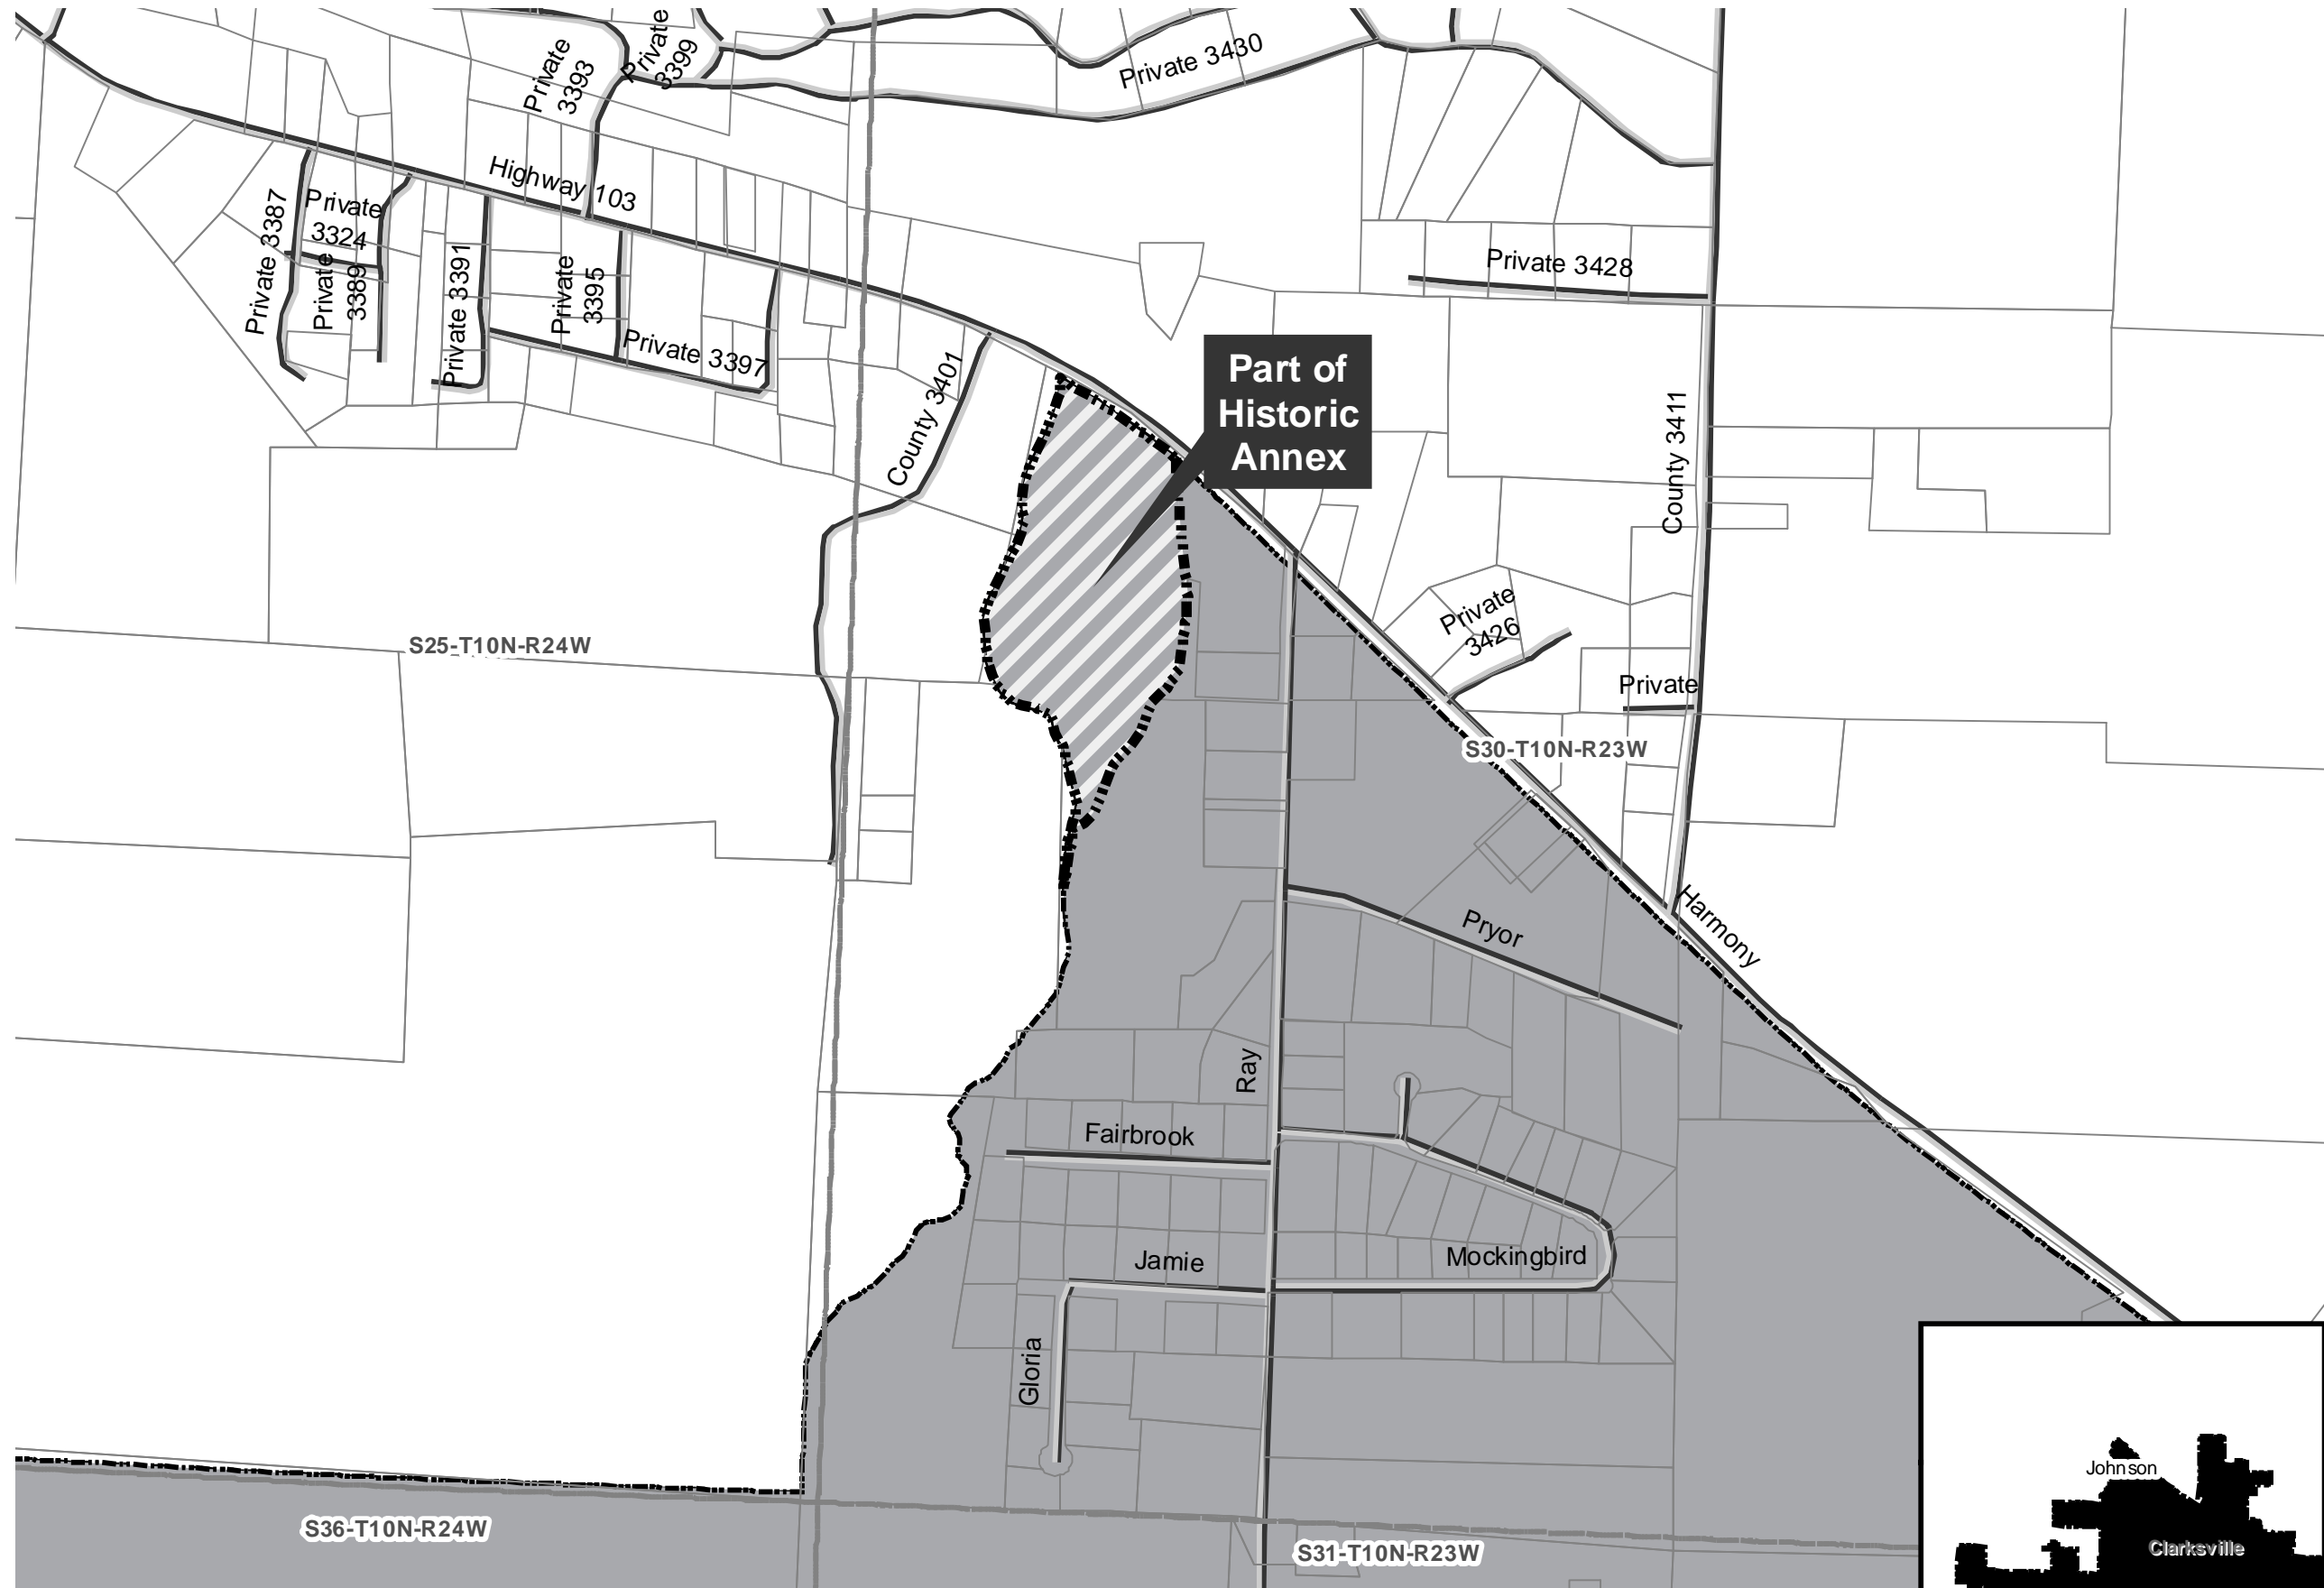 Private
3393
Private
3399
Private 3430
Highway 103
Private 3387
Private
3324
Private
3389
Private 3391
Private
3395
Private 3397
County 3401
Private 3428
Part of
Historic
Annex
County 3411
Private
3426
Private
S25-T10N-R24W
S30-T10N-R23W
Harmony
Pryor
Ray
Fairbrook
Jamie
Mockingbird
Gloria
S36-T10N-R24W
S31-T10N-R23W
Johnson
Clarksville